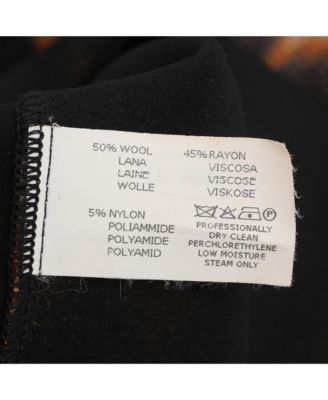 50% WOOL
LANA
LAINE
WOLLE
45% RAYON
VISCOSA
VISCOSE
VISKOSE
5% NYLON
POLIAMMIDE
POLYAMIDE
POLYAMID
PROFESSIONALLY
DRY CLEAN
PERCHLORETHYLENE
LOW MOISTURE
STEAM ONLY